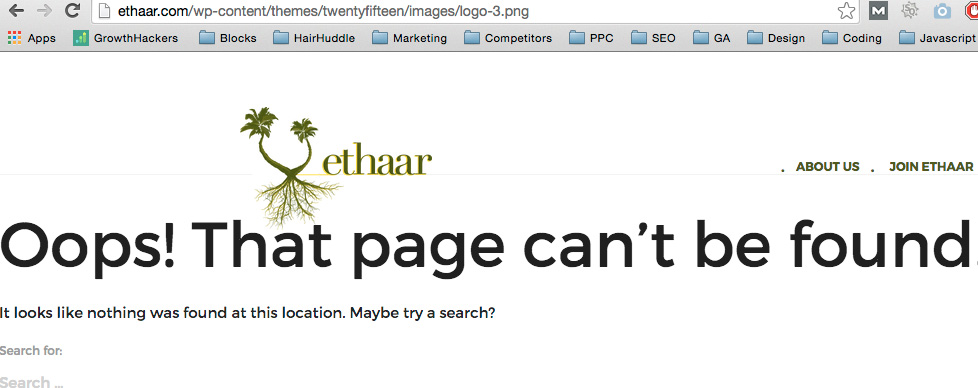 ethaar.com/wp-content/themes/twentyfifteen/images/logo-3.png
M
Apps GrowthHackers Blocks HairHuddle Marketing Competitors PPC SEO GA Design Coding Javascript
ethaar
. ABOUT US . JOIN ETHAAR
Oops! That page can’t be found.
It looks like nothing was found at this location. Maybe try a search?
Search for:
Search ...